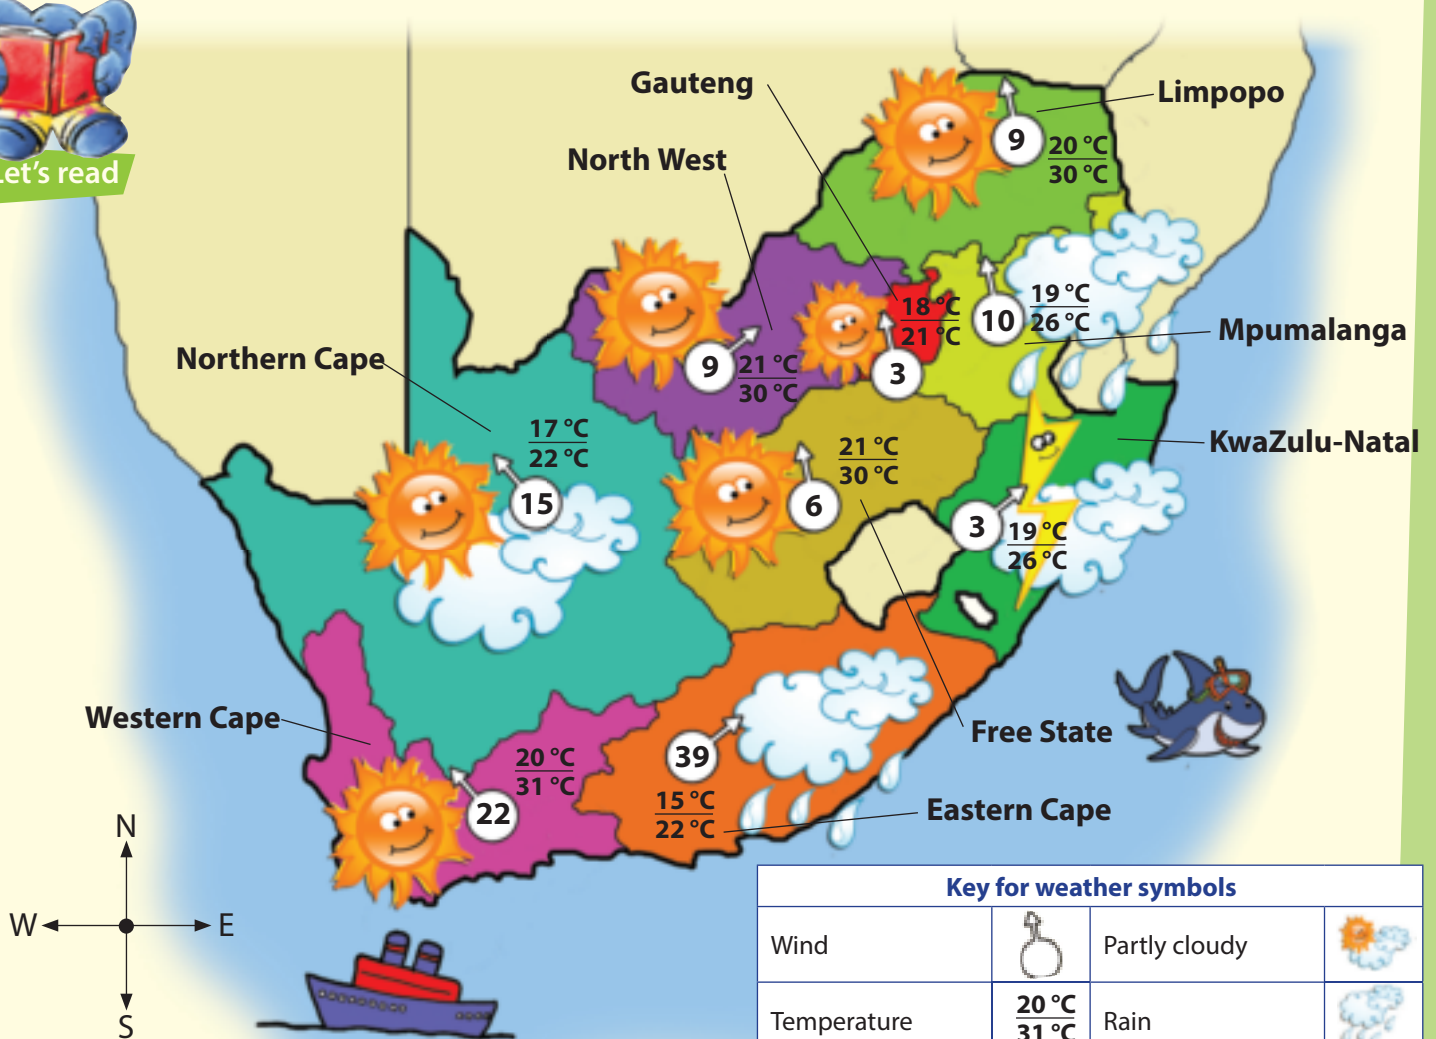 Let's read
Gauteng
Limpopo
9
20 °C
30 °C
North West
18 °C
21 °C
10
19 °C
26 °C
Mpumalanga
Northern Cape
9
21 °C
30 °C
3
17 °C
22 °C
15
21 °C
30 °C
6
KwaZulu-Natal
3
19 °C
26 °C
Western Cape
20 °C
31 °C
22
39
15 °C
22 °C
Free State
Eastern Cape
N
W
E
S
Key for weather symbols
Wind
Partly cloudy
Temperature
20 °C
31 °C
Rain